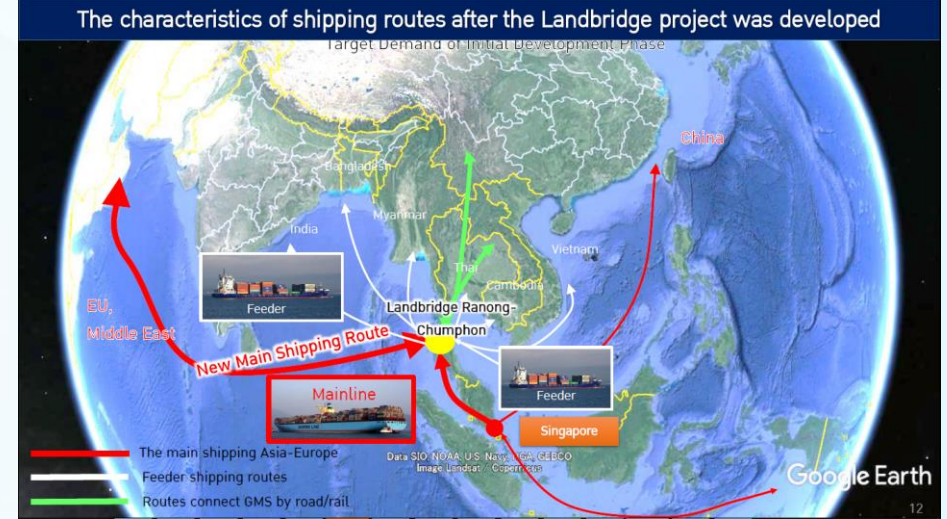 The characteristics of shipping routes after the Landbridge project was developed
Target Demand of Initial Development Phase
China
Bangladesh
Myanmar
India
Vietnam
Thai
Cambodia
Feeder
Landbridge Ranong-
Chumphon
EU,
Middle East
New Main Shipping Route
Mainline
Feeder
Singapore
The main shipping Asia-Europe
Feeder shipping routes
Routes connect GMS by road/rail
Data SIO, NOAA, U.S. Navy, NGA, GEBCO
Image Landsat / Copernicus
Google Earth
12